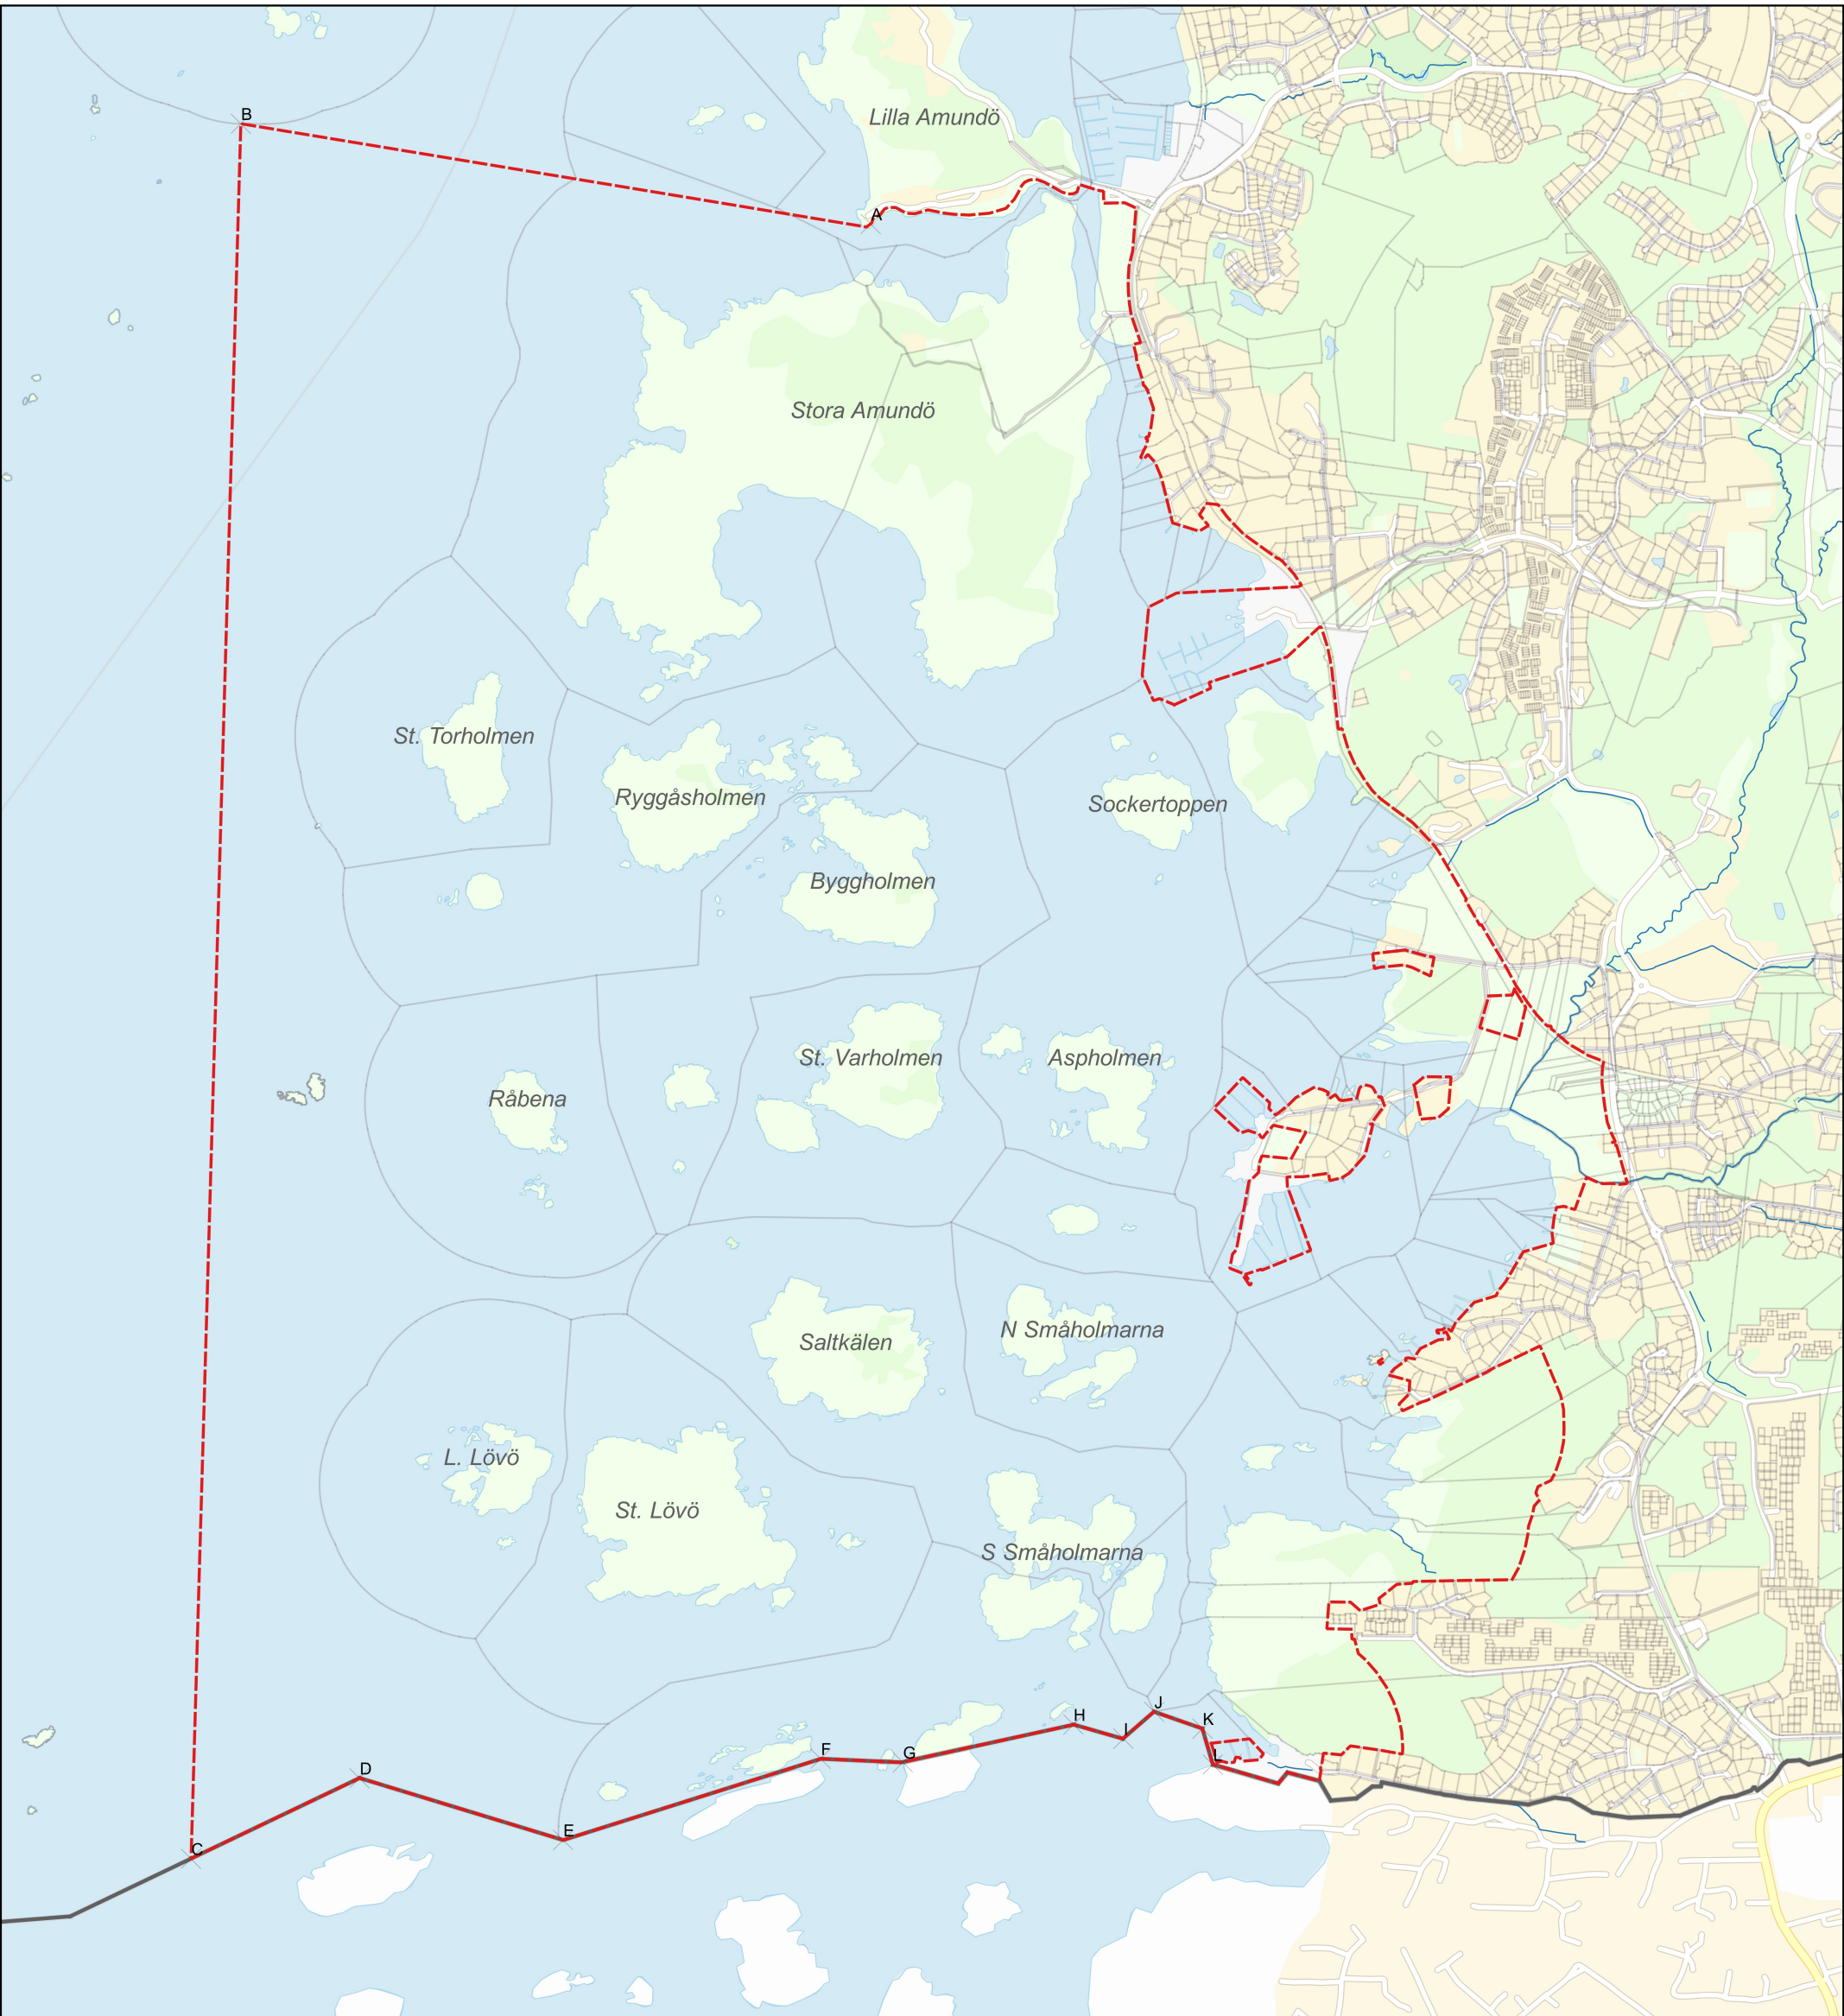 B
Lilla Amundö
A
Stora Amundö
St. Torholmen
Ryggåsholmen
Sockertoppen
Byggholmen
St. Varholmen
Aspholmen
Råbena
N Småholmarna
Saltkälen
L. Lövö
St. Lövö
S Småholmarna
J
H
K
I
F
G
L
D
E
C